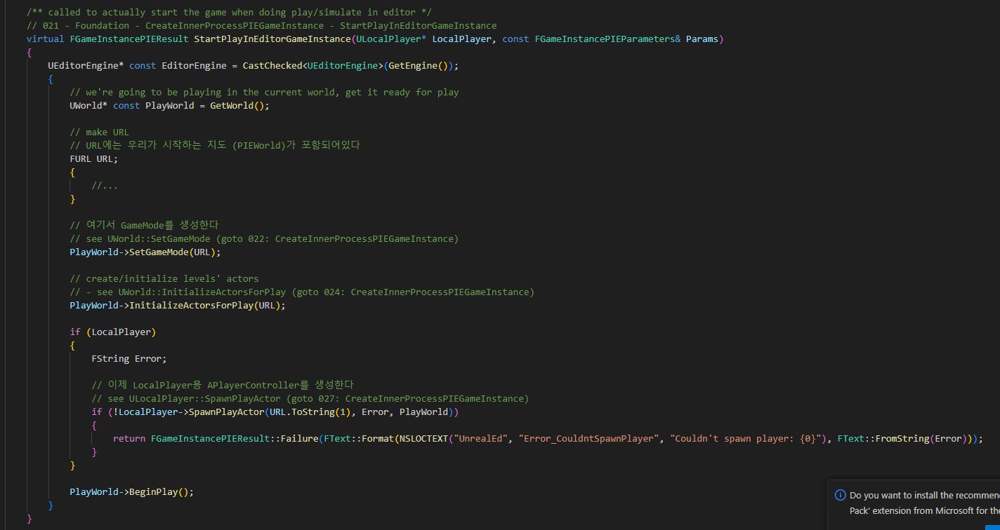 /** called to actually start the game when doing play/simulate in editor */
// 021 - Foundation - CreateInnerProcessPIEGameInstance - StartPlayInEditorGameInstance
virtual FGameInstancePIEResult StartPlayInEditorGameInstance(ULocalPlayer* LocalPlayer, const FGameInstancePIEParameters& Params)
{
    UEditorEngine* const EditorEngine = CastChecked<UEditorEngine>(GetEngine());
    {
        // we're going to be playing in the current world, get it ready for play
        UWorld* const PlayWorld = GetWorld();

        // make URL
        // URL에는 우리가 시작하는 지도 (PIEWorld)가 포함되어있다
        FURL URL;
        {
            //...
        }

        // 여기서 GameMode를 생성한다
        // see UWorld::SetGameMode (goto 022: CreateInnerProcessPIEGameInstance)
        PlayWorld->SetGameMode(URL);

        // create/initialize levels' actors
        // - see UWorld::InitializeActorsForPlay (goto 024: CreateInnerProcessPIEGameInstance)
        PlayWorld->InitializeActorsForPlay(URL);

        if (LocalPlayer)
        {
            FString Error;

            // 이제 LocalPlayer용 APlayerController를 생성한다
            // see ULocalPlayer::SpawnPlayActor (goto 027: CreateInnerProcessPIEGameInstance)
            if (!LocalPlayer->SpawnPlayActor(URL.ToString(1), Error, PlayWorld))
            {
                return FGameInstancePIEResult::Failure(FText::Format(NSLOCTEXT("UnrealEd", "Error_CouldntSpawnPlayer", "Couldn't spawn player: {0}"), FText::FromString(Error)));
            }
        }

        PlayWorld->BeginPlay();
    }
}
Do you want to install the
Pack' extension from Microsoft for